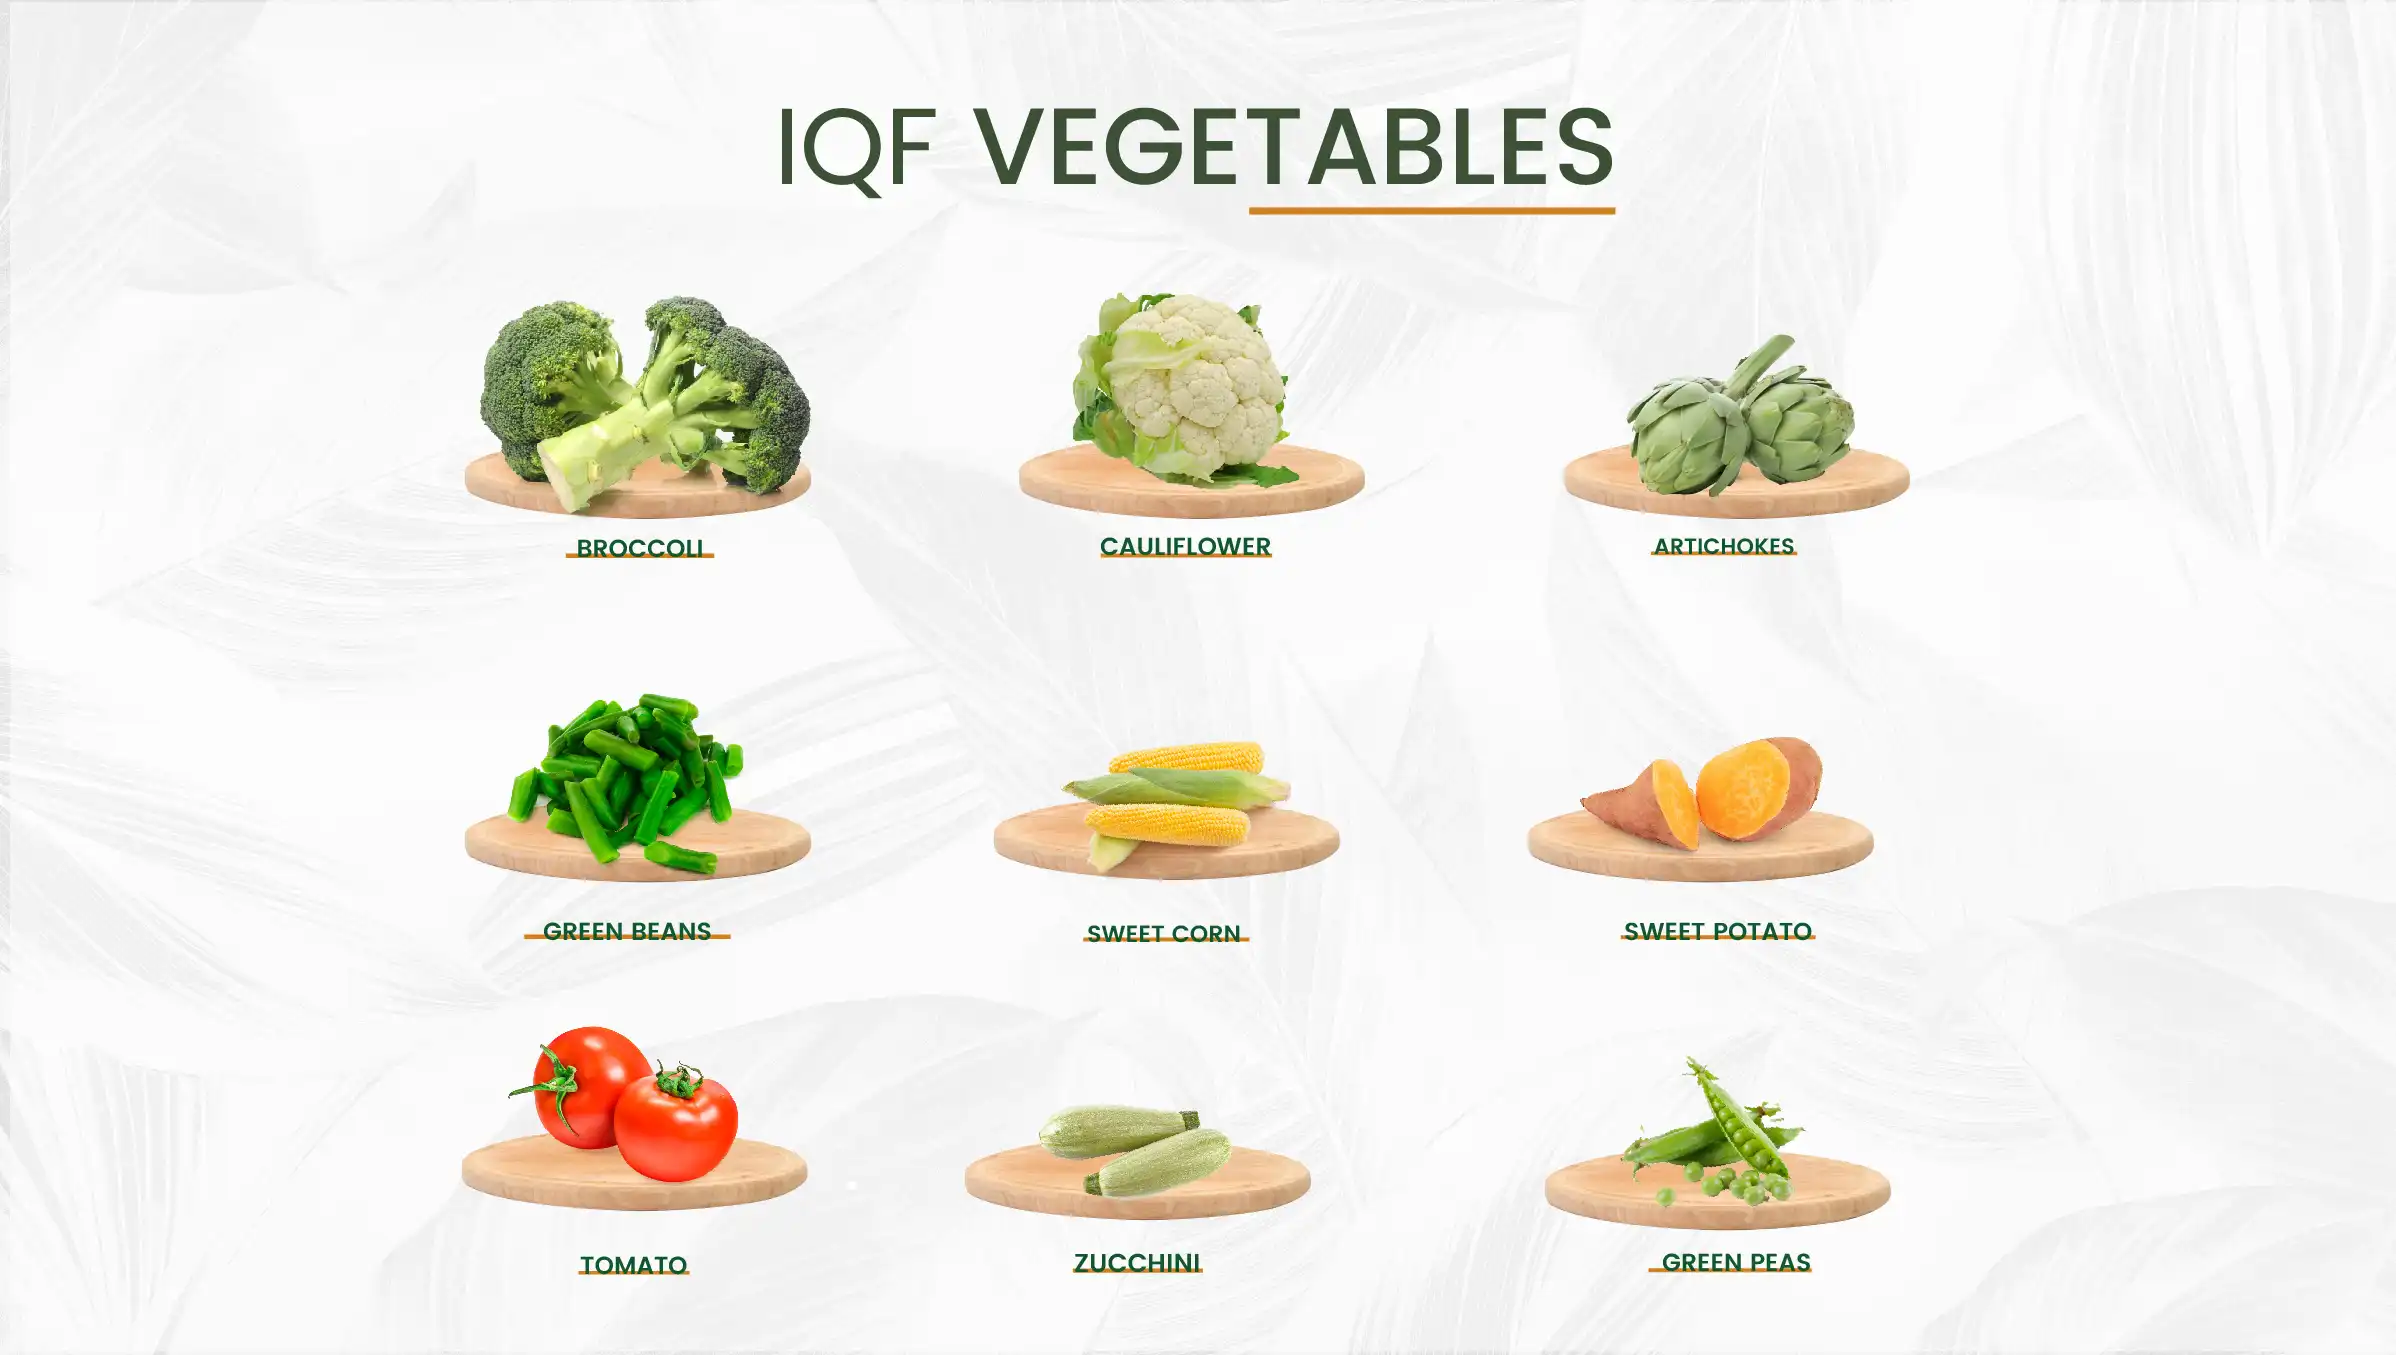 IQF VEGETABLES
BROCCOLI
CAULIFLOWER
ARTICHOKES
GREEN BEANS
SWEET CORN
SWEET POTATO
TOMATO
ZUCCHINI
GREEN PEAS